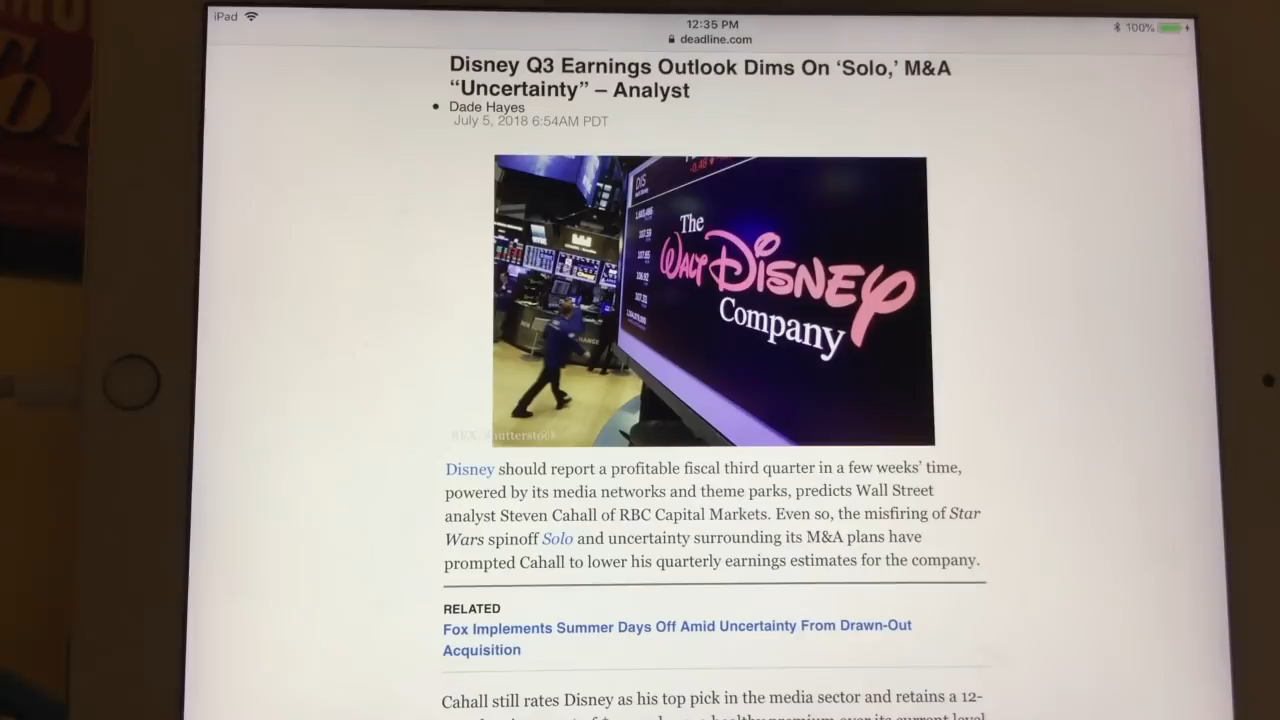 iPad
12:35 PM
100%
deadline.com
Disney Q3 Earnings Outlook Dims On ‘Solo,’ M&A
“Uncertainty” – Analyst
• Dade Hayes
July 5, 2018 6:54AM PDT
DIS
The
WALT DISNEY
Company
Disney should report a profitable fiscal third quarter in a few weeks’ time,
powered by its media networks and theme parks, predicts Wall Street
analyst Steven Cahall of RBC Capital Markets. Even so, the misfiring of Star
Wars spinoff Solo and uncertainty surrounding its M&A plans have
prompted Cahall to lower his quarterly earnings estimates for the company.
RELATED
Fox Implements Summer Days Off Amid Uncertainty From Drawn-Out
Acquisition
Cahall still rates Disney as his top pick in the media sector and retains a 12-